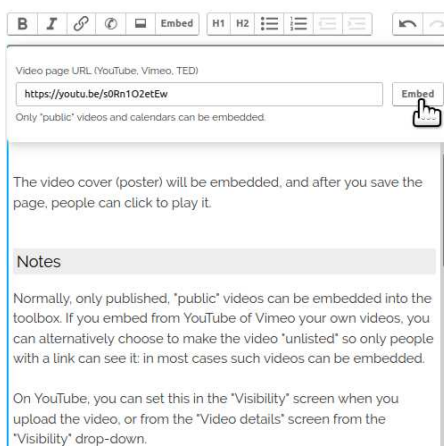 B I Embed H1 H2
Video page URL (YouTube, Vimeo, TED)
https://youtu.be/s0Rn1O2etEw
Embed
Only "public" videos and calendars can be embedded.
The video cover (poster) will be embedded, and after you save the
page, people can click to play it.
Notes
Normally, only published, "public" videos can be embedded into the
toolbox. If you embed from YouTube of Vimeo your own videos, you
can alternatively choose to make the video "unlisted" so only people
with a link can see it: in most cases such videos can be embedded.
On YouTube, you can set this in the "Visibility" screen when you
upload the video, or from the "Video details" screen from the
"Visibility" drop-down.